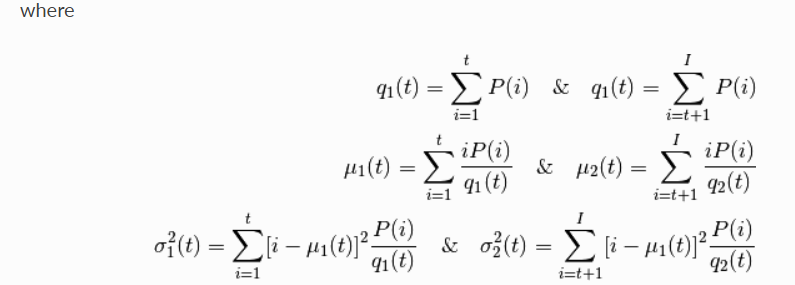 where
q₁(t) = ∑_{i=1}^{t} P(i) & q₁(t) = ∑_{i=t+1}^{I} P(i)
μ₁(t) = ∑_{i=1}^{t} iP(i)/q₁(t) & μ₂(t) = ∑_{i=t+1}^{I} iP(i)/q₂(t)
σ₁²(t) = ∑_{i=1}^{t} [i − μ₁(t)]² P(i)/q₁(t) & σ₂²(t) = ∑_{i=t+1}^{I} [i − μ₁(t)]² P(i)/q₂(t)